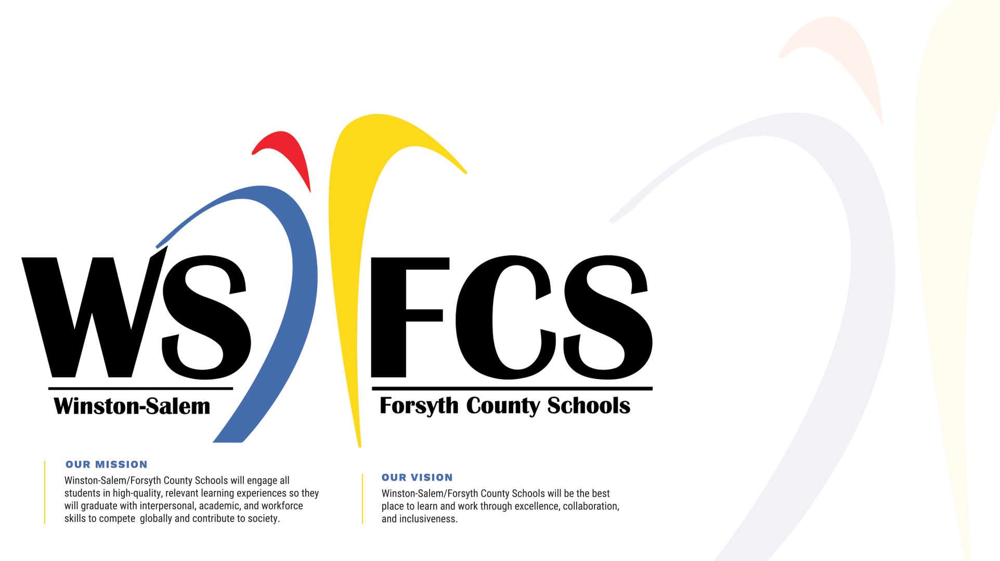 WS FCS
Winston-Salem
Forsyth County Schools
OUR MISSION
Winston-Salem/Forsyth County Schools will engage all
students in high-quality, relevant learning experiences so they
will graduate with interpersonal, academic, and workforce
skills to compete globally and contribute to society.
OUR VISION
Winston-Salem/Forsyth County Schools will be the best
place to learn and work through excellence, collaboration,
and inclusiveness.